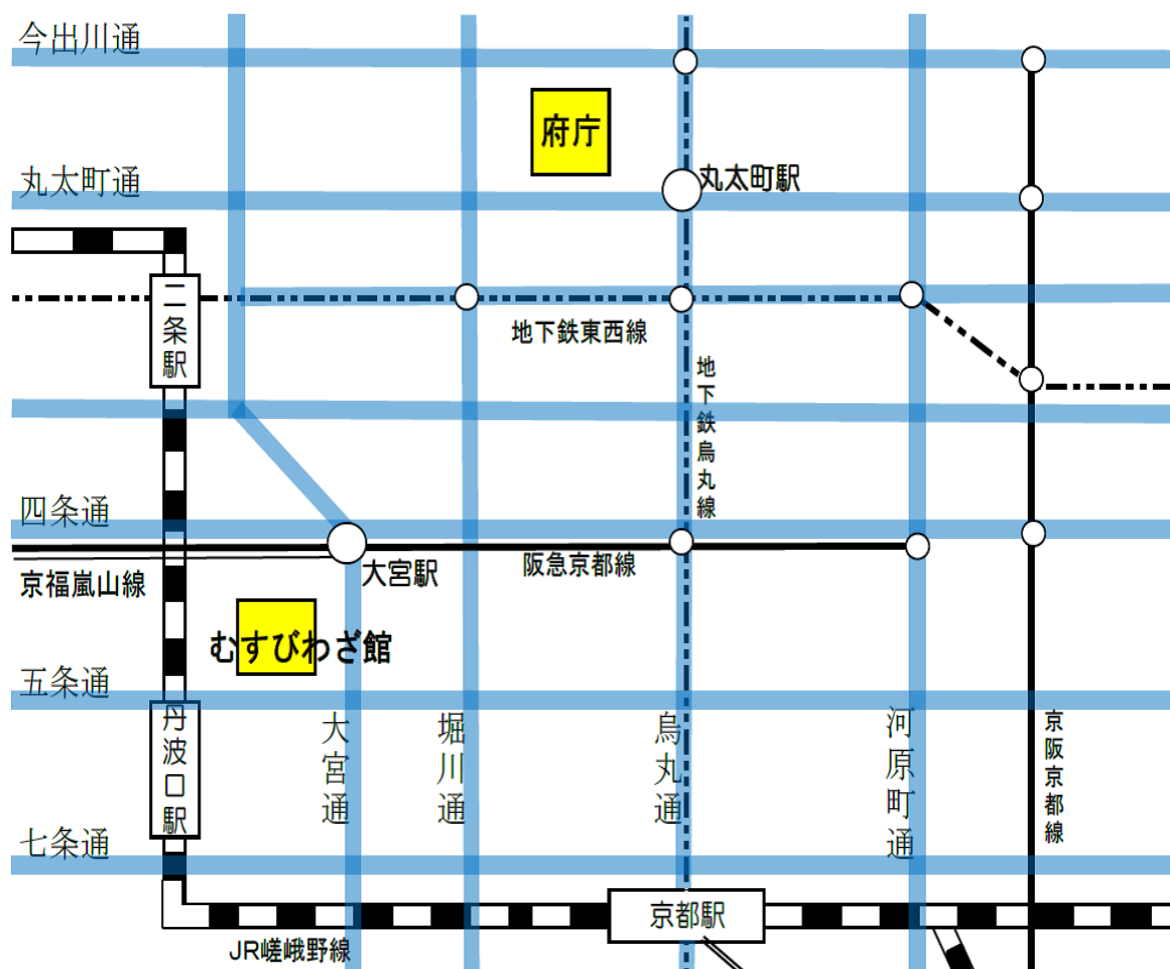 今出川通
府庁
丸太町通
丸太町駅
二条駅
地下鉄東西線
地下鉄烏丸線
四条通
阪急京都線
大宮駅
京福嵐山線
むすびわざ館
五条通
丹波口駅
大宮通
堀川通
烏丸通
河原町通
京阪京都線
七条通
京都駅
JR嵯峨野線